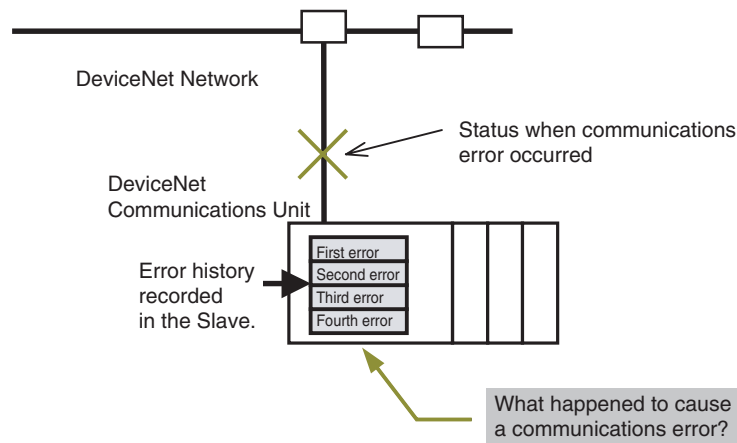 DeviceNet Network
Status when communications
error occurred
DeviceNet
Communications Unit
First error
Second error
Third error
Fourth error
Error history
recorded
in the Slave.
What happened to cause
a communications error?